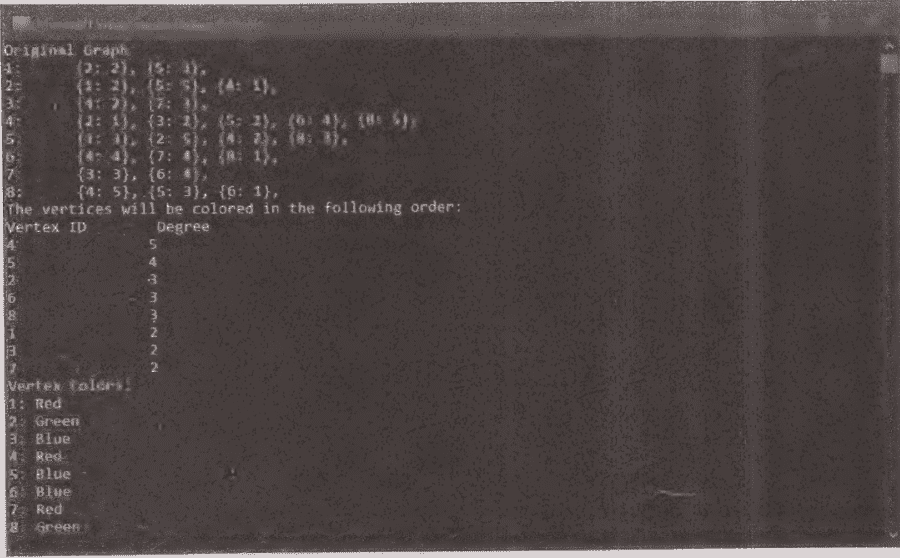 Original Graph
1: {2: 2}, {5: 3},
2: {1: 2}, {5: 5}, {4: 1},
3: {4: 2}, {7: 3},
4: {2: 1}, {3: 2}, {5: 2}, {6: 4}, {8: 5},
5: {1: 3}, {2: 5}, {4: 2}, {8: 3},
6: {4: 4}, {7: 4}, {8: 1},
7: {3: 3}, {6: 4},
8: {4: 5}, {5: 3}, {6: 1},
The vertices will be colored in the following order:
Vertex ID Degree
4 5
5 4
2 3
6 3
8 3
1 2
3 2
7 2
Vertex Colors:
1: Red
2: Green
3: Blue
4: Red
5: Blue
6: Blue
7: Red
8: Green